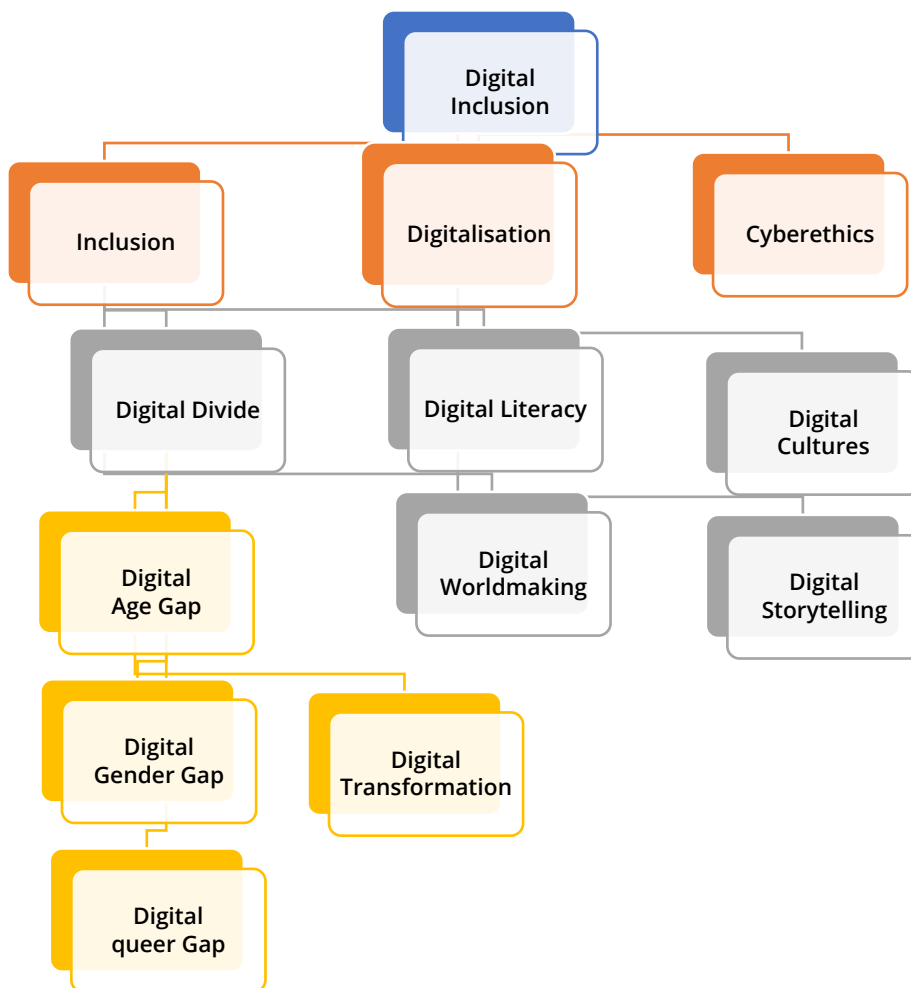 Digital
Inclusion
Inclusion
Digitalisation
Cyberethics
Digital Divide
Digital Literacy
Digital
Cultures
Digital
Age Gap
Digital
Worldmaking
Digital
Storytelling
Digital
Gender Gap
Digital
Transformation
Digital
queer Gap